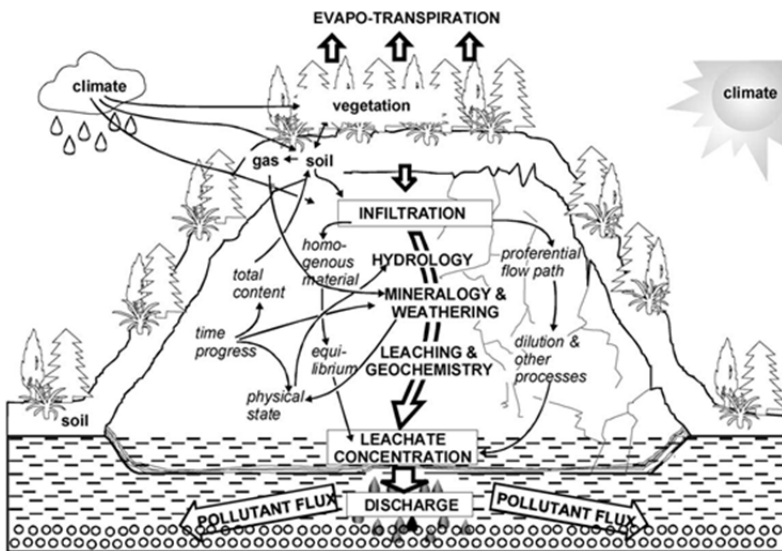 EVAPO-TRANSPIRATION
climate
climate
vegetation
gas
soil
INFILTRATION
homo-
genous
material
HYDROLOGY
proferential
flow path
total
content
MINERALOGY &
WEATHERING
time
progress
equi-
librium
LEACHING &
GEOCHEMISTRY
dilution &
other
processes
physical
state
soil
LEACHATE
CONCENTRATION
POLLUTANT FLUX
DISCHARGE
POLLUTANT FLUX